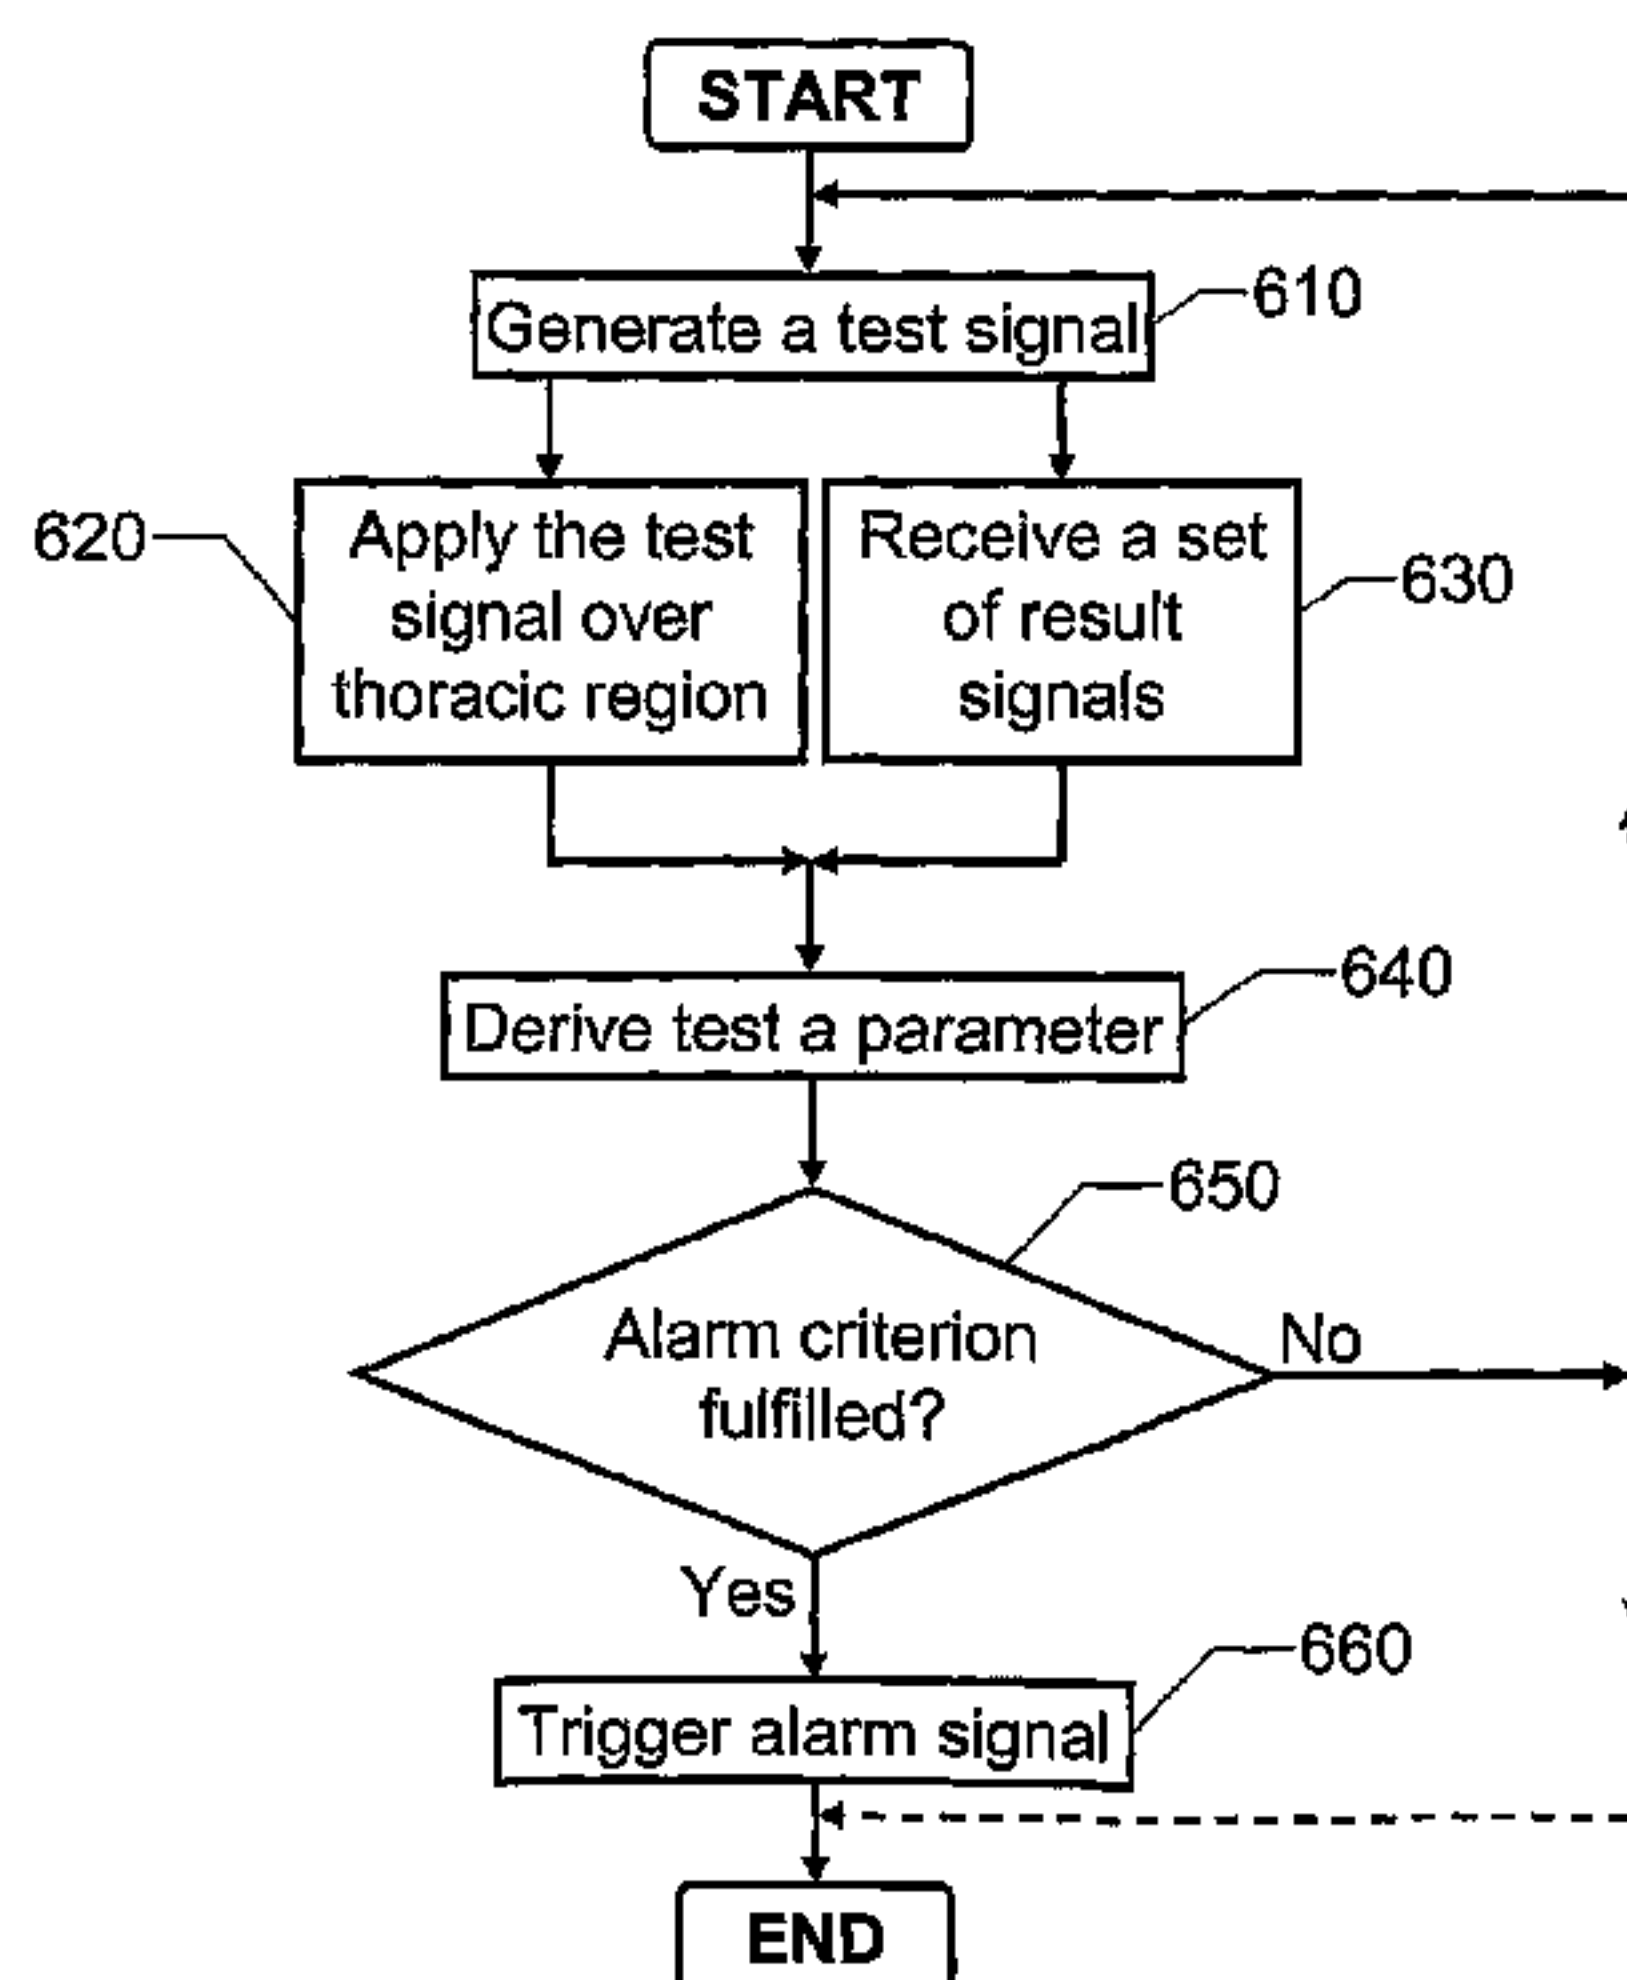 START
Generate a test signal
610
620
Apply the test
signal over
thoracic region
Receive a set
of result
signals
630
640
Derive test a parameter
650
Alarm criterion
fulfilled?
No
Yes
660
Trigger alarm signal
END